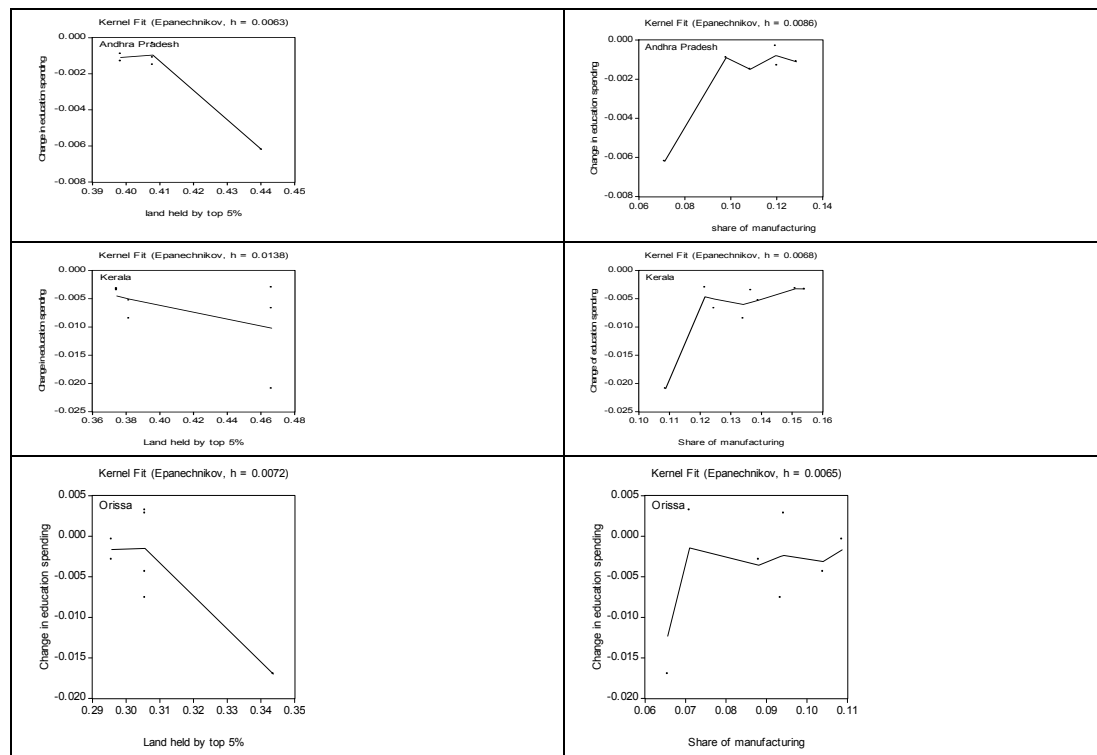 Kernel Fit (Epanechnikov, h = 0.0063)
Andhra Pradesh
Change in education spending
0.000
-0.002
-0.004
-0.006
-0.008
0.39 0.40 0.41 0.42 0.43 0.44 0.45
land held by top 5%
Kernel Fit (Epanechnikov, h = 0.0086)
Andhra Pradesh
Change in education spending
0.000
-0.002
-0.004
-0.006
-0.008
0.06 0.08 0.10 0.12 0.14
share of manufacturing
Kernel Fit (Epanechnikov, h = 0.0138)
Kerala
Change in education spending
0.000
-0.005
-0.010
-0.015
-0.020
-0.025
0.36 0.38 0.40 0.42 0.44 0.46 0.48
Land held by top 5%
Kernel Fit (Epanechnikov, h = 0.0068)
Kerala
Change of education spending
0.000
-0.005
-0.010
-0.015
-0.020
-0.025
0.10 0.11 0.12 0.13 0.14 0.15 0.16
Share of manufacturing
Kernel Fit (Epanechnikov, h = 0.0072)
Orissa
Change in education spending
0.005
0.000
-0.005
-0.010
-0.015
-0.020
0.29 0.30 0.31 0.32 0.33 0.34 0.35
Land held by top 5%
Kernel Fit (Epanechnikov, h = 0.0065)
Orissa
Change in education spending
0.005
0.000
-0.005
-0.010
-0.015
-0.020
0.06 0.07 0.08 0.09 0.10 0.11
Share of manufacturing